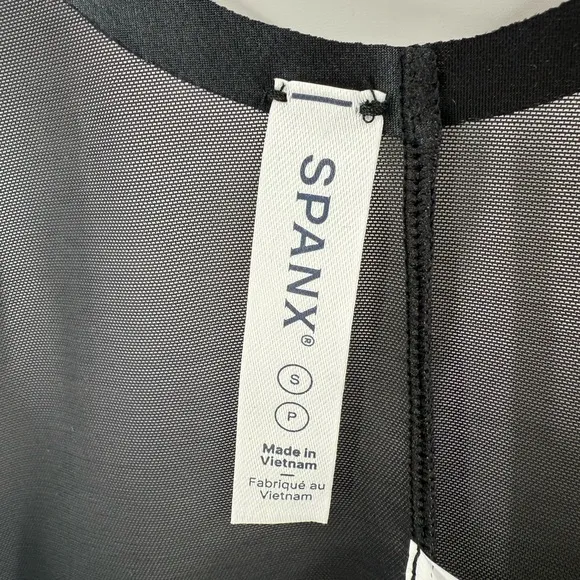 SPANX®
S
P
Made in
Vietnam
Fabriqué au
Vietnam